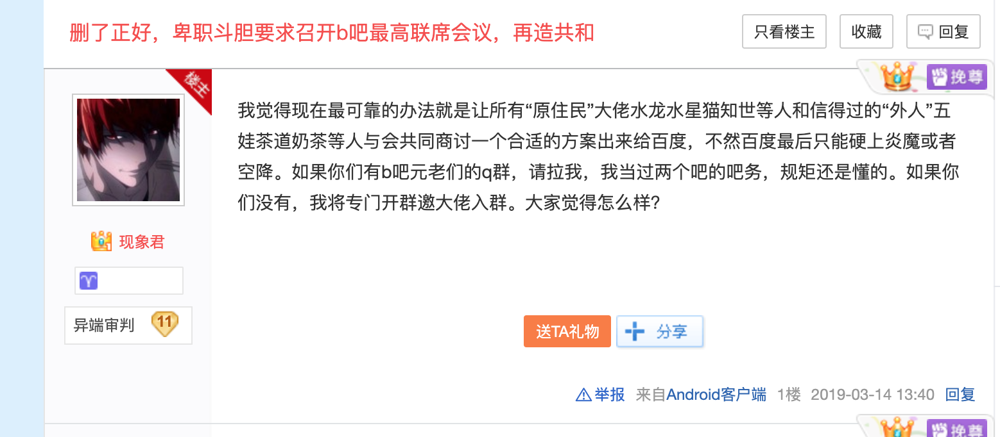 删了正好，卑职斗胆要求召开b吧最高联席会议，再造共和
只看楼主
收藏
回复
楼主
挽尊
我觉得现在最可靠的办法就是让所有“原住民”大佬水龙水星猫知世等人和信得过的“外人”五
娃茶道奶茶等人与会共同商讨一个合适的方案出来给百度，不然百度最后只能硬上炎魔或者
空降。如果你们有b吧元老们的q群，请拉我，我当过两个吧的吧务，规矩还是懂的。如果你
们没有，我将专门开群邀大佬入群。大家觉得怎么样?
1
现象君
异端审判
11
送TA礼物
分享
举报 来自Android客户端 1楼 2019-03-14 13:40 回复
挽尊